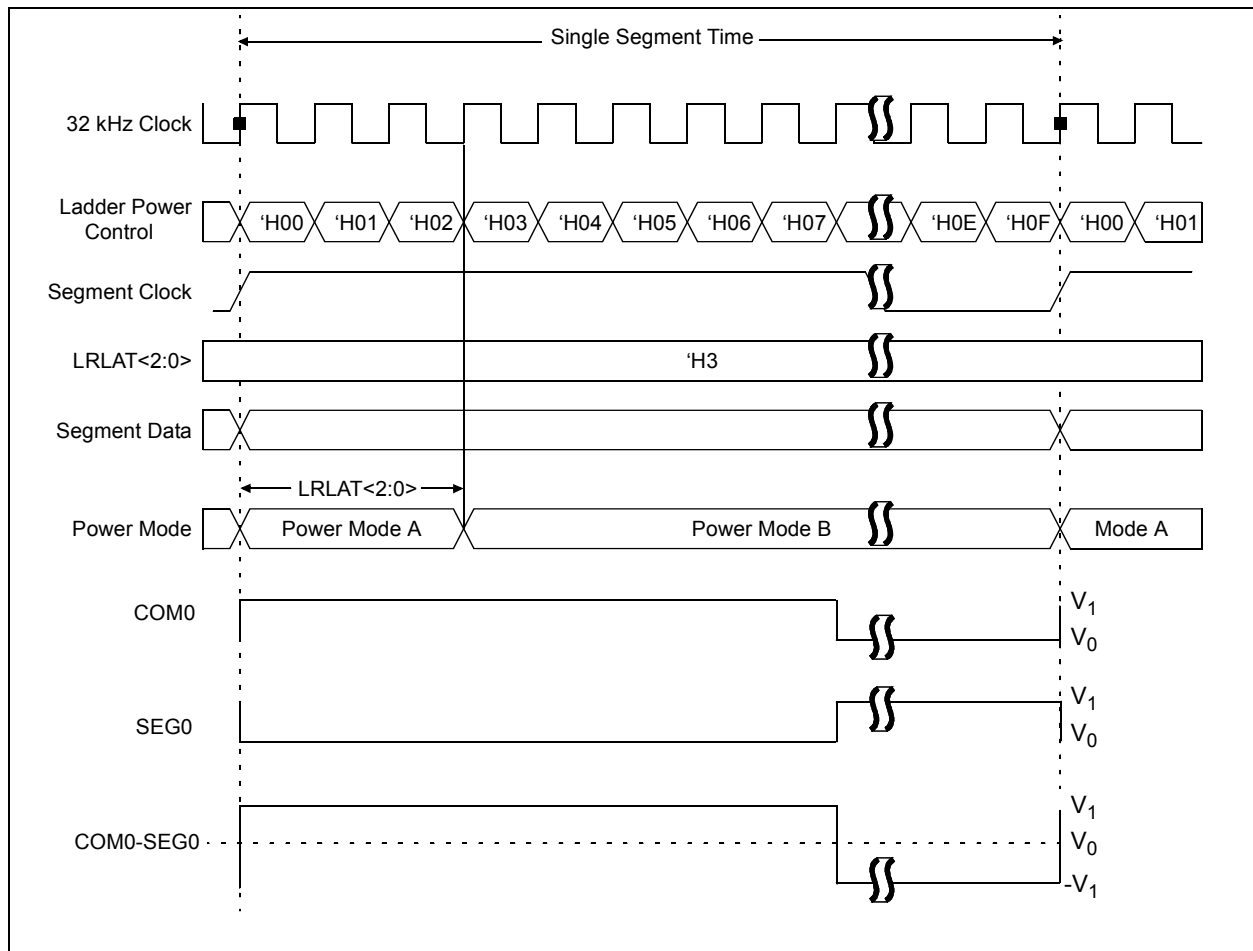 Single Segment Time
32 kHz Clock
Ladder Power
Control
‘H00 ‘H01 ‘H02 ‘H03 ‘H04 ‘H05 ‘H06 ‘H07 ‘H0E ‘H0F ‘H00 ‘H01
Segment Clock
LRLAT<2:0>
‘H3
Segment Data
LRLAT<2:0>
Power Mode
Power Mode A
Power Mode B
Mode A
COM0
V1
V0
SEG0
V1
V0
COM0-SEG0
V1
V0
-V1